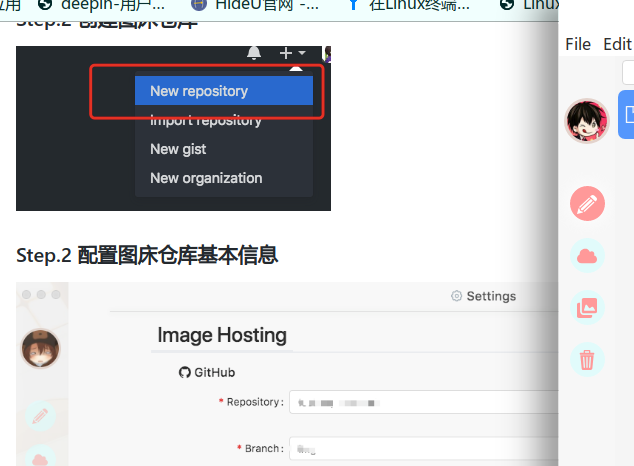 应用 deepin-用户... HideU官网 -... 在Linux终端... Linux
Step.2 创建图床仓库
New repository
Import repository
New gist
New organization
Step.2 配置图床仓库基本信息
Settings
Image Hosting
GitHub
* Repository:
* Branch:
File Edit